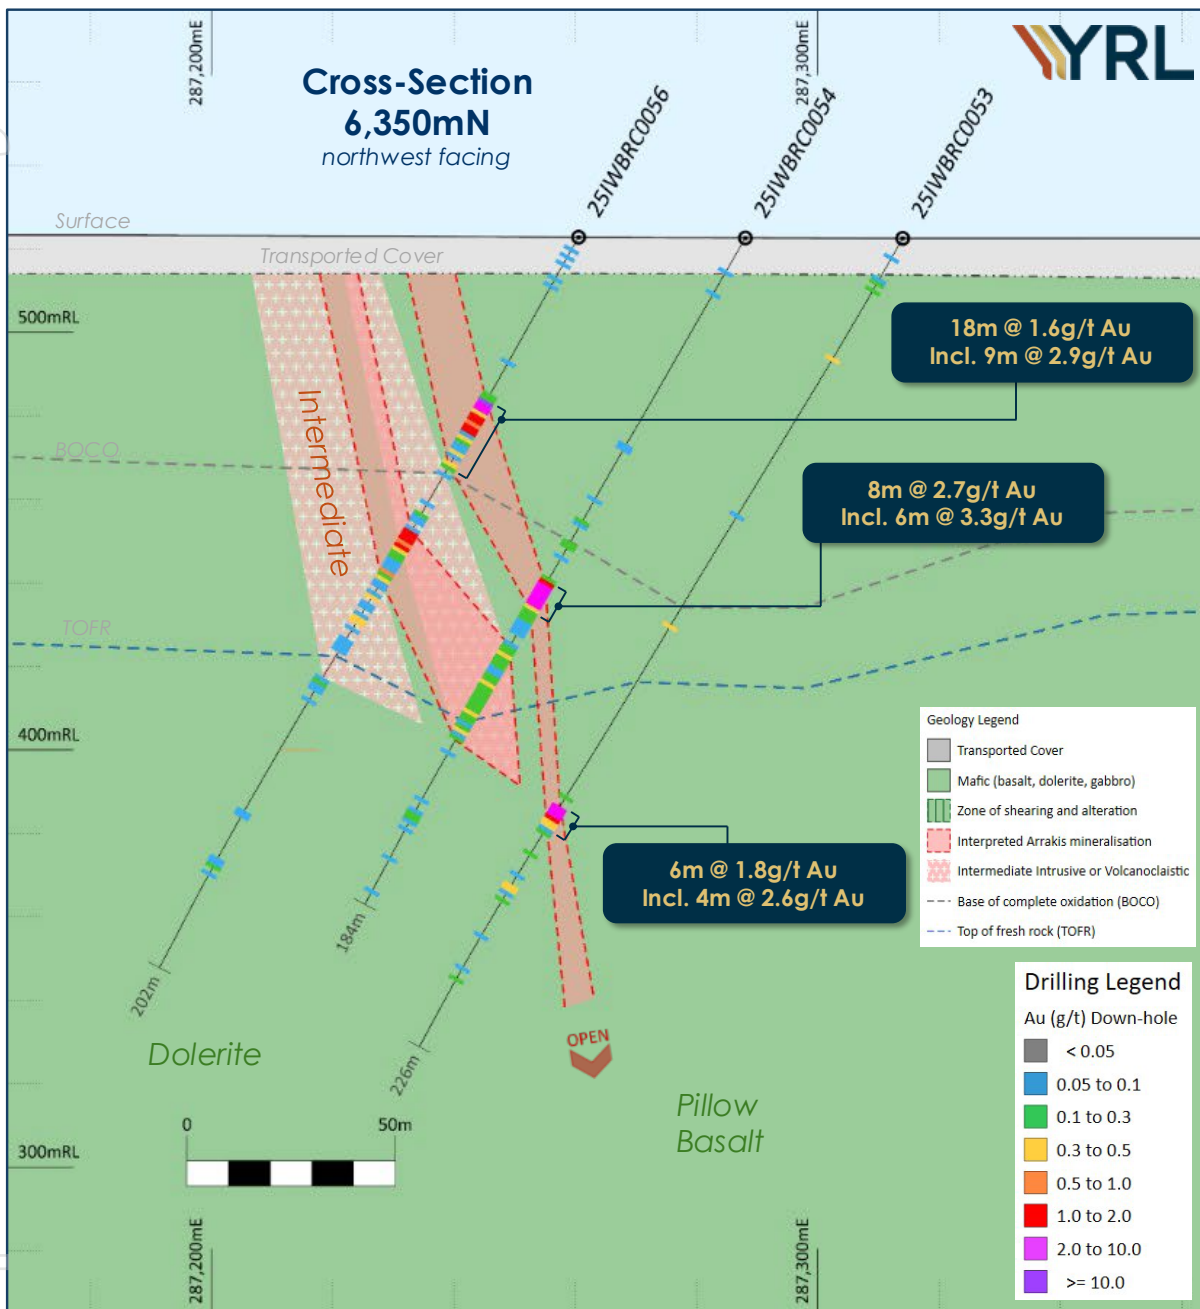 287,200mE
Cross-Section
6,350mN
northwest facing
287,300mE
YRL
25IWBRC0056
25IWBRC0054
25IWBRC0053
Surface
Transported Cover
500mRL
18m @ 1.6g/t Au
Incl. 9m @ 2.9g/t Au
Intermediate
BOCO
8m @ 2.7g/t Au
Incl. 6m @ 3.3g/t Au
TOFR
400mRL
Geology Legend
Transported Cover
Mafic (basalt, dolerite, gabbro)
Zone of shearing and alteration
Interpreted Arrakis mineralisation
Intermediate Intrusive or Volcanoclaistic
Base of complete oxidation (BOCO)
Top of fresh rock (TOFR)
6m @ 1.8g/t Au
Incl. 4m @ 2.6g/t Au
184m
202m
226m
OPEN
Dolerite
Pillow
Basalt
0
50m
300mRL
Drilling Legend
Au (g/t) Down-hole
< 0.05
0.05 to 0.1
0.1 to 0.3
0.3 to 0.5
0.5 to 1.0
1.0 to 2.0
2.0 to 10.0
>= 10.0
287,200mE
287,300mE